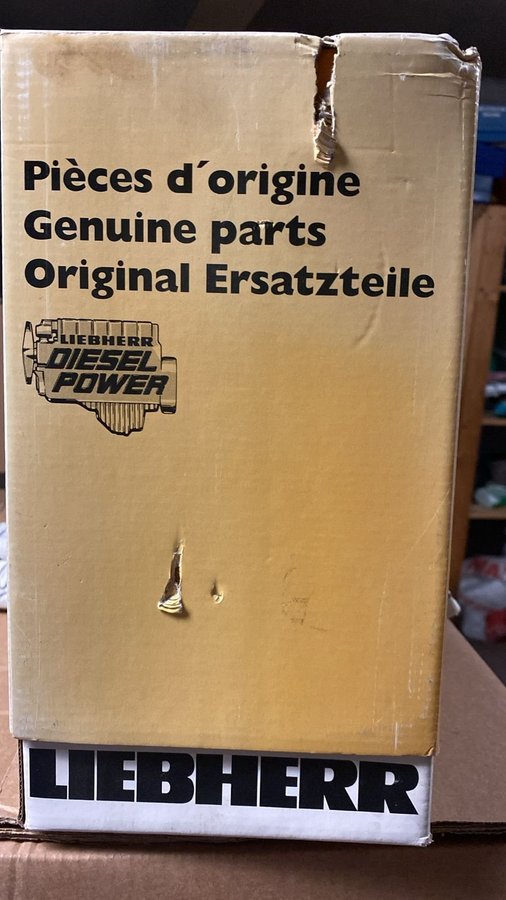 Pièces d´origine
Genuine parts
Original Ersatzteile
LIEBHERR
DIESEL
POWER
LIEBHERR